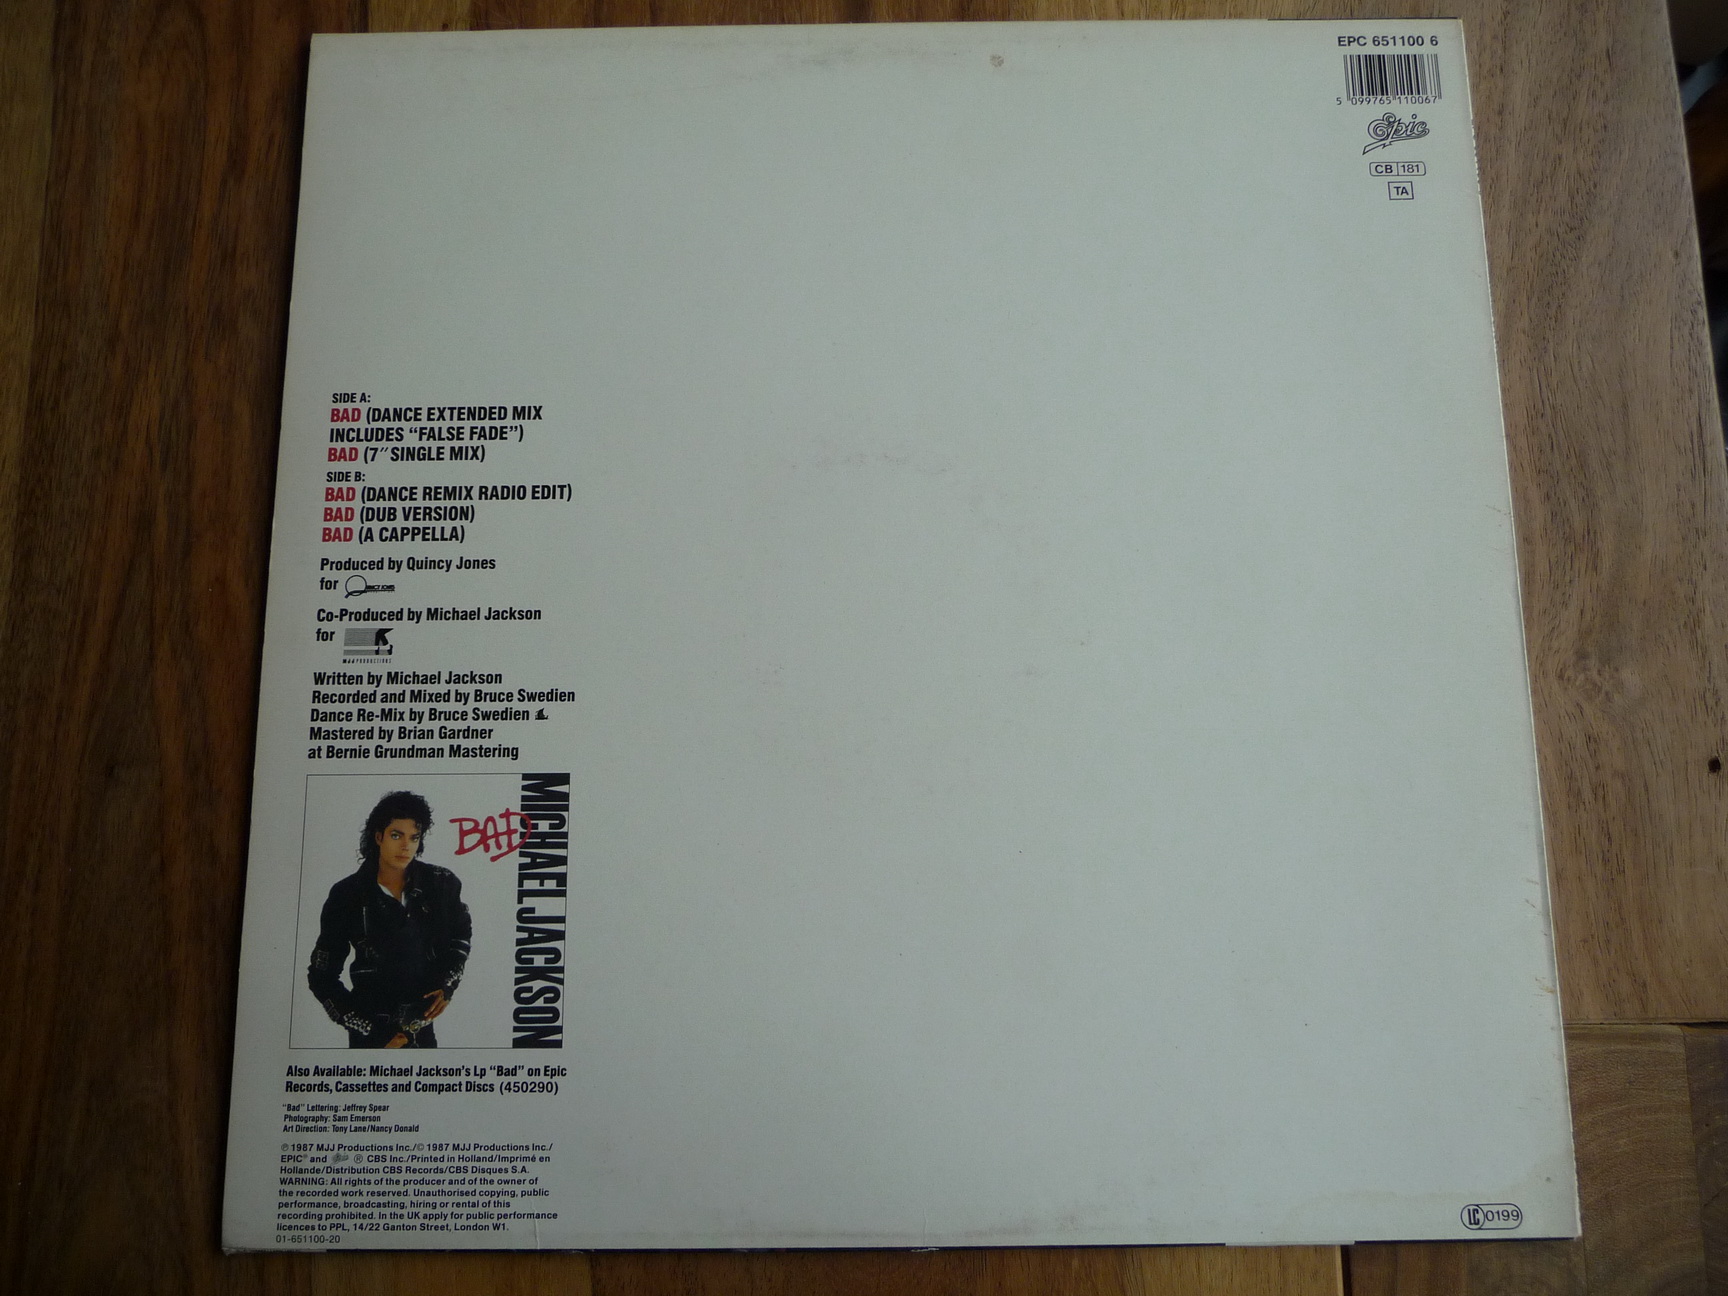 EPC 651100 6
5 099765 110067
Epic
CB 181
TA
SIDE A:
BAD (DANCE EXTENDED MIX
INCLUDES “FALSE FADE”)
BAD (7″ SINGLE MIX)
SIDE B:
BAD (DANCE REMIX RADIO EDIT)
BAD (DUB VERSION)
BAD (A CAPPELLA)
Produced by Quincy Jones
for QUINCY JONES
Co-Produced by Michael Jackson
for
MJJ PRODUCTIONS
Written by Michael Jackson
Recorded and Mixed by Bruce Swedien
Dance Re-Mix by Bruce Swedien
Mastered by Brian Gardner
at Bernie Grundman Mastering
BAD
MICHAEL JACKSON
Also Available: Michael Jackson's Lp “Bad” on Epic
Records, Cassettes and Compact Discs (450290)
“Bad” Lettering: Jeffrey Spear
Photography: Sam Emerson
Art Direction: Tony Lane/Nancy Donald
℗ 1987 MJJ Productions Inc./© 1987 MJJ Productions Inc./
EPIC® and Epic ® CBS Inc./Printed in Holland/Imprimé en
Hollande/Distribution CBS Records/CBS Disques S.A.
WARNING: All rights of the producer and of the owner of
the recorded work reserved. Unauthorised copying, public
performance, broadcasting, hiring or rental of this
recording prohibited. In the UK apply for public performance
licences to PPL, 14/22 Ganton Street, London W1.
01-651100-20
LC 0199